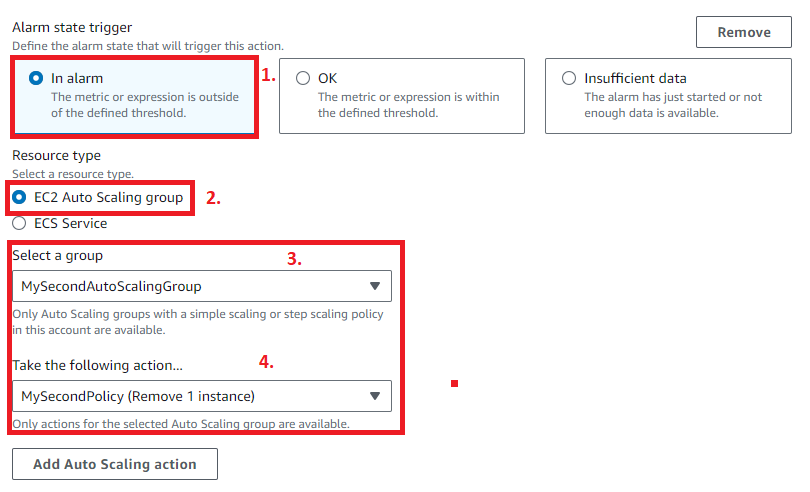 Alarm state trigger
Remove
Define the alarm state that will trigger this action.
In alarm
The metric or expression is outside
of the defined threshold.
1.
OK
The metric or expression is within
the defined threshold.
Insufficient data
The alarm has just started or not
enough data is available.
Resource type
Select a resource type.
EC2 Auto Scaling group
2.
ECS Service
Select a group
3.
MySecondAutoScalingGroup
Only Auto Scaling groups with a simple scaling or step scaling policy
in this account are available.
Take the following action...
4.
MySecondPolicy (Remove 1 instance)
Only actions for the selected Auto Scaling group are available.
Add Auto Scaling action